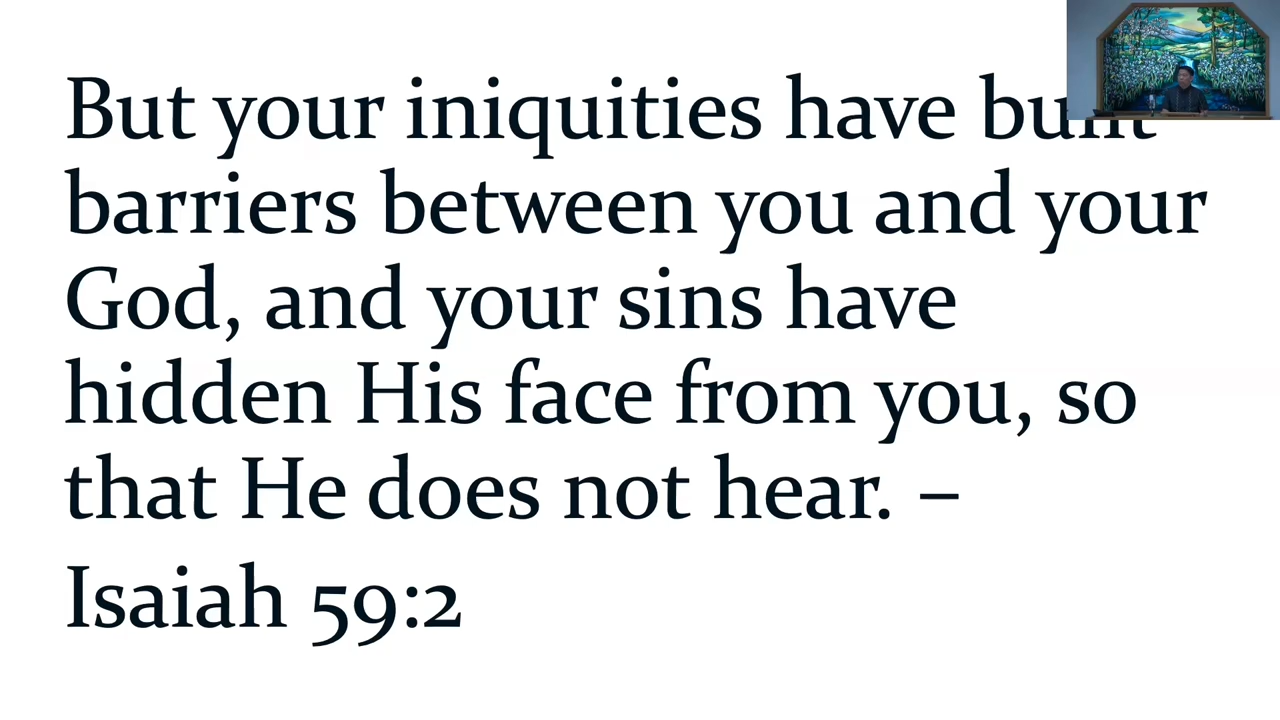 But your iniquities have built
barriers between you and your
God, and your sins have
hidden His face from you, so
that He does not hear. –
Isaiah 59:2